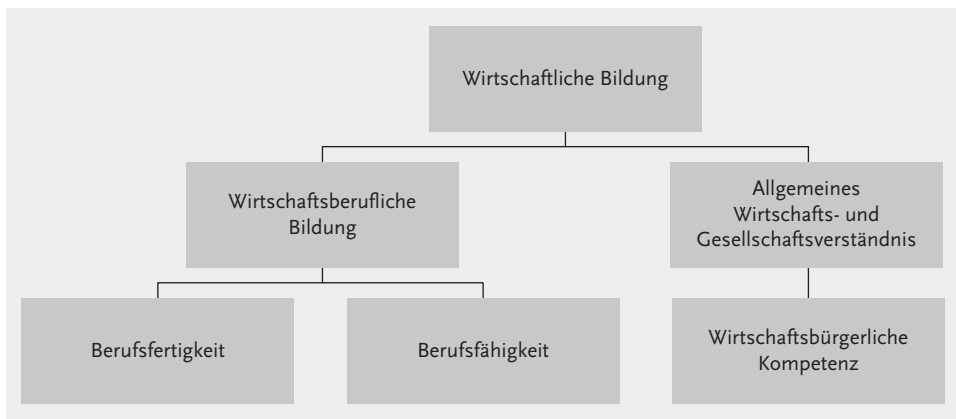 Wirtschaftliche Bildung
Wirtschaftsberufliche
Bildung
Allgemeines
Wirtschafts- und
Gesellschaftsverständnis
Berufsfertigkeit
Berufsfähigkeit
Wirtschaftsbürgerliche
Kompetenz